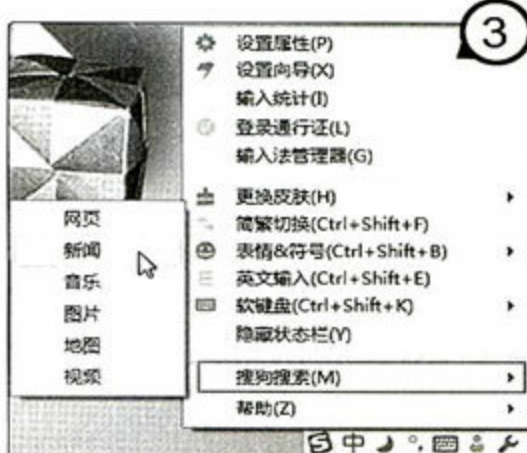 3
设置属性(P)
设置向导(X)
输入统计(I)
登录通行证(L)
输入法管理器(G)
更换皮肤(H)
简繁切换(Ctrl+Shift+F)
表情&符号(Ctrl+Shift+B)
英文输入(Ctrl+Shift+E)
软键盘(Ctrl+Shift+K)
隐藏状态栏(Y)
搜狗搜索(M)
帮助(Z)
网页
新闻
音乐
图片
地图
视频
S 中